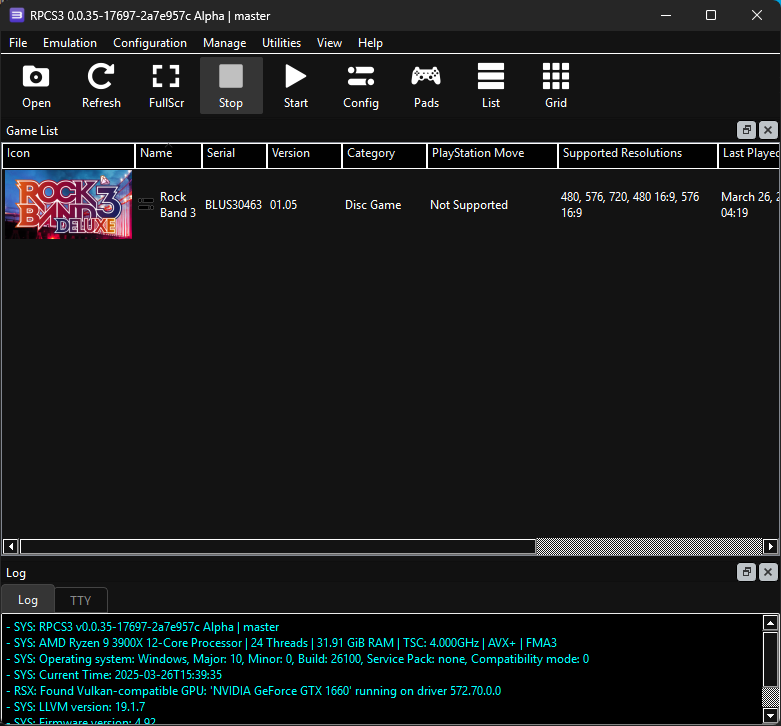 RPCS3 0.0.35-17697-2a7e957c Alpha | master
File Emulation Configuration Manage Utilities View Help
Open Refresh FullScr Stop Start Config Pads List Grid
Game List
Icon Name Serial Version Category PlayStation Move Supported Resolutions Last Played
ROCK BAND 3 DELUXE
Rock Band 3
BLUS30463 01.05 Disc Game Not Supported
480, 576, 720, 480 16:9, 576
16:9
March 26, 2
04:19
Log
Log TTY
- SYS: RPCS3 v0.0.35-17697-2a7e957c Alpha | master
- SYS: AMD Ryzen 9 3900X 12-Core Processor | 24 Threads | 31.91 GiB RAM | TSC: 4.000GHz | AVX+ | FMA3
- SYS: Operating system: Windows, Major: 10, Minor: 0, Build: 26100, Service Pack: none, Compatibility mode: 0
- SYS: Current Time: 2025-03-26T15:39:35
- RSX: Found Vulkan-compatible GPU: 'NVIDIA GeForce GTX 1660' running on driver 572.70.0.0
- SYS: LLVM version: 19.1.7
- SYS: Firmware version: 4.92